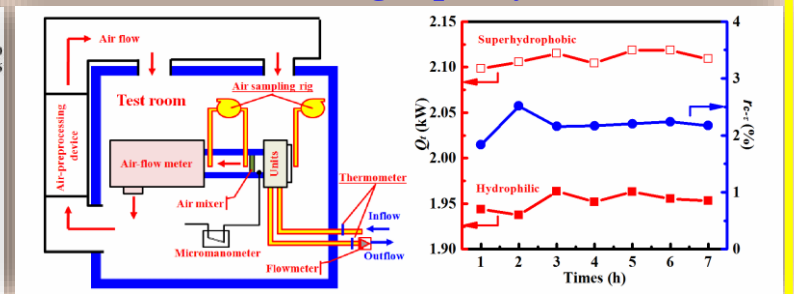 Air flow
Test room
Air sampling rig
Air-preprocessing
device
Air-flow meter
Units
Thermometer
Air mixer
Inflow
Micromanometer
Outflow
Flowmeter
2.15
2.10
2.05
2.00
1.95
1.90
Qt (kW)
Superhydrophobic
Hydrophilic
4
3
2
1
0
rc-τ (%)
1 2 3 4 5 6 7
Times (h)